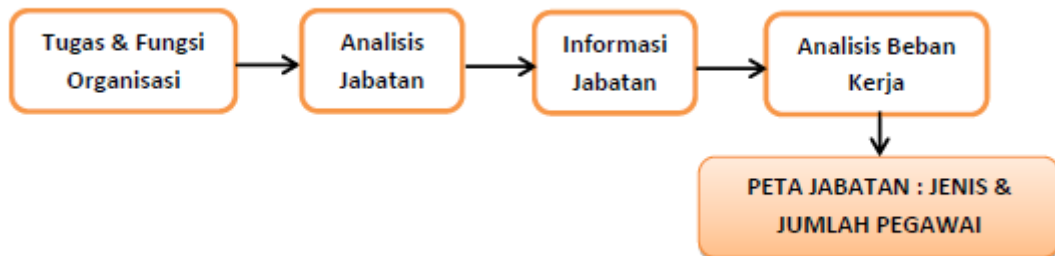 Tugas & Fungsi
Organisasi
Analisis
Jabatan
Informasi
Jabatan
Analisis Beban
Kerja
PETA JABATAN : JENIS &
JUMLAH PEGAWAI